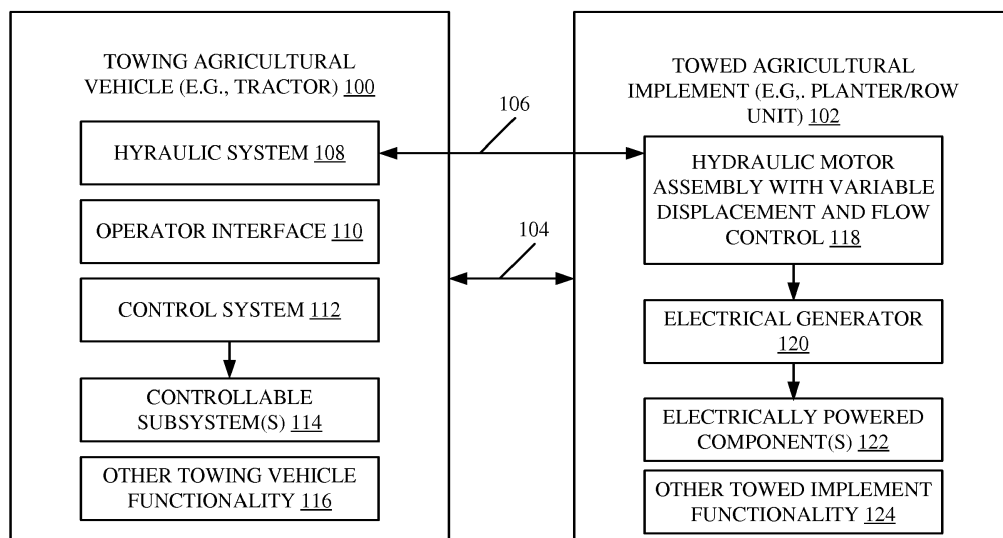 TOWING AGRICULTURAL
VEHICLE (E.G., TRACTOR) 100
HYRAULIC SYSTEM 108
OPERATOR INTERFACE 110
CONTROL SYSTEM 112
CONTROLLABLE
SUBSYSTEM(S) 114
OTHER TOWING VEHICLE
FUNCTIONALITY 116
106
104
TOWED AGRICULTURAL
IMPLEMENT (E.G,. PLANTER/ROW
UNIT) 102
HYDRAULIC MOTOR
ASSEMBLY WITH VARIABLE
DISPLACEMENT AND FLOW
CONTROL 118
ELECTRICAL GENERATOR
120
ELECTRICALLY POWERED
COMPONENT(S) 122
OTHER TOWED IMPLEMENT
FUNCTIONALITY 124